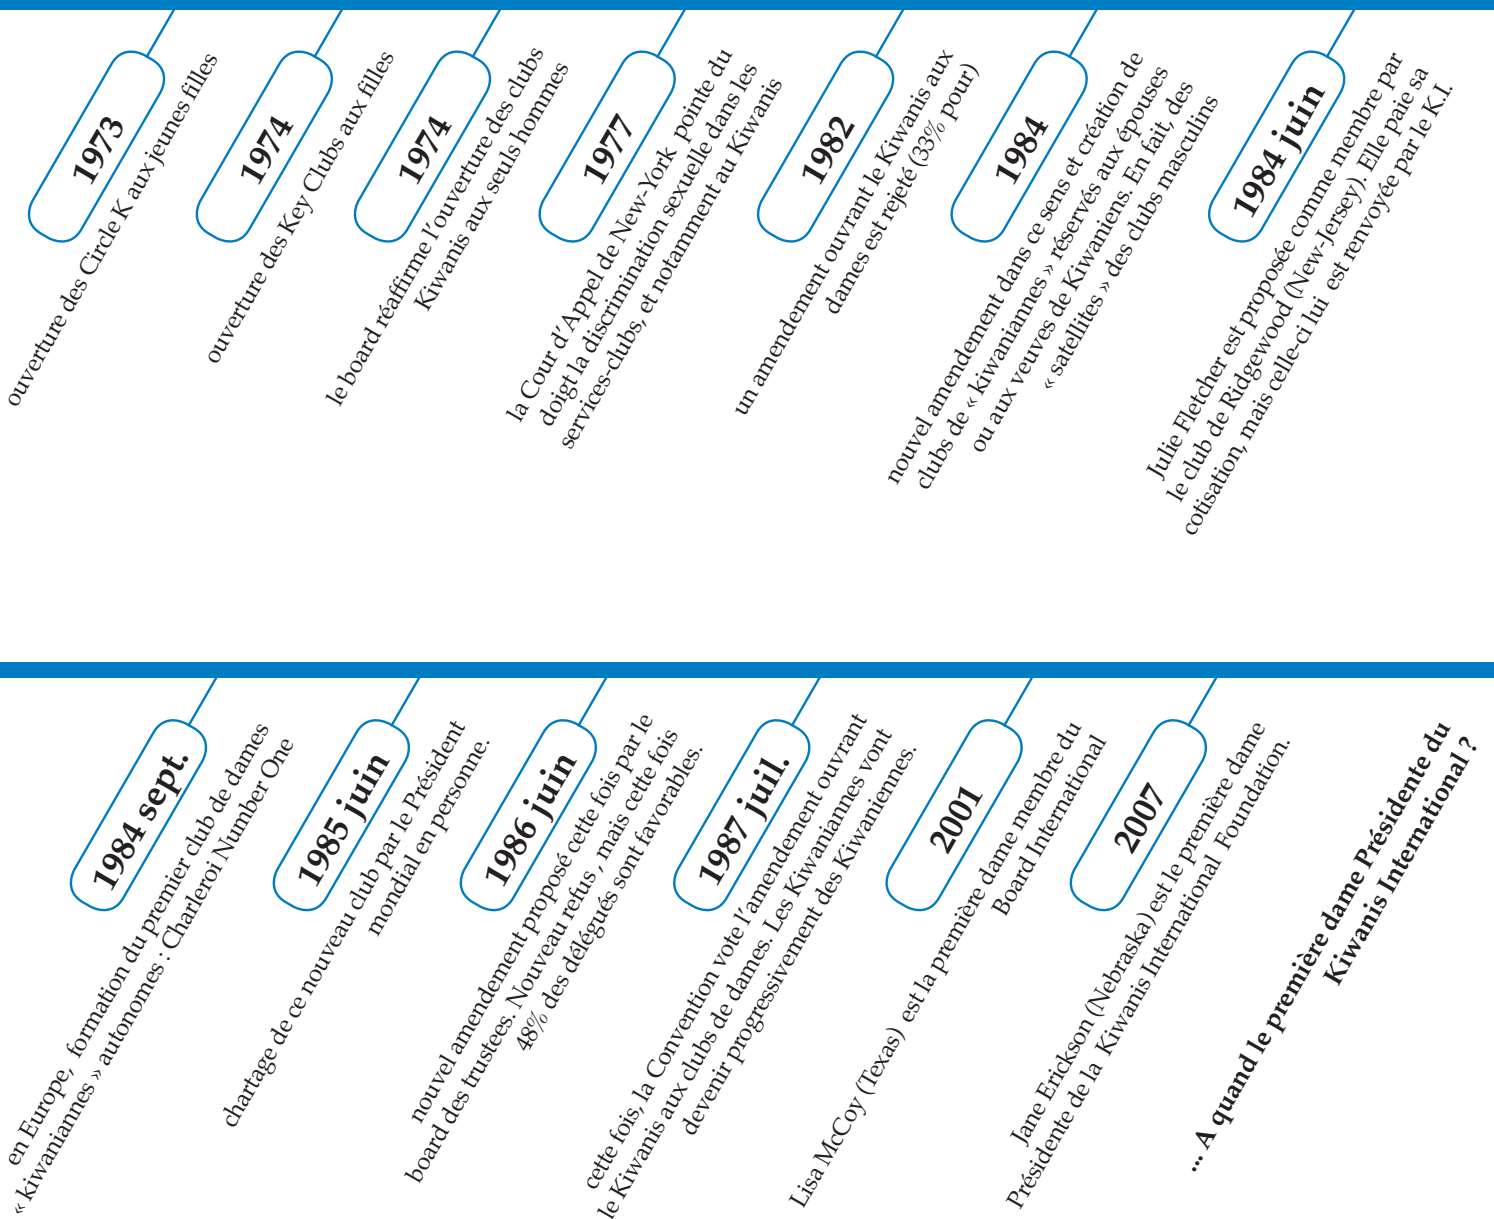 1973
ouverture des Circle K aux jeunes filles
1974
ouverture des Key Clubs aux filles
1974
le board réaffirme l'ouverture des clubs
Kiwanis aux seuls hommes
1977
la Cour d'Appel de New-York pointe du
doigt la discrimination sexuelle dans les
services-clubs, et notamment au Kiwanis
1982
un amendement ouvrant le Kiwanis aux
dames est rejeté (33% pour)
1984
nouvel amendement dans ce sens et création de
clubs de « kiwaniannes » réservés aux épouses
ou aux veuves de Kiwaniens. En fait, des
« satellites » des clubs masculins
1984 juin
Julie Fletcher est proposée comme membre par
le club de Ridgewood (New-Jersey). Elle paie sa
cotisation, mais celle-ci lui est renvoyée par le K.I.
1984 sept.
en Europe, formation du premier club de dames
« kiwaniannes » autonomes : Charleroi Number One
1985 juin
chartage de ce nouveau club par le Président
mondial en personne.
1986 juin
nouvel amendement proposé cette fois par le
board des trustees. Nouveau refus , mais cette fois
48% des délégués sont favorables.
1987 juil.
cette fois, la Convention vote l'amendement ouvrant
le Kiwanis aux clubs de dames. Les Kiwaniannes vont
devenir progressivement des Kiwaniennes.
2001
Lisa McCoy (Texas) est la première dame membre du
Board International
2007
Jane Erickson (Nebraska) est le première dame
Présidente de la Kiwanis International Foundation.
... A quand le première dame Présidente du
Kiwanis International ?